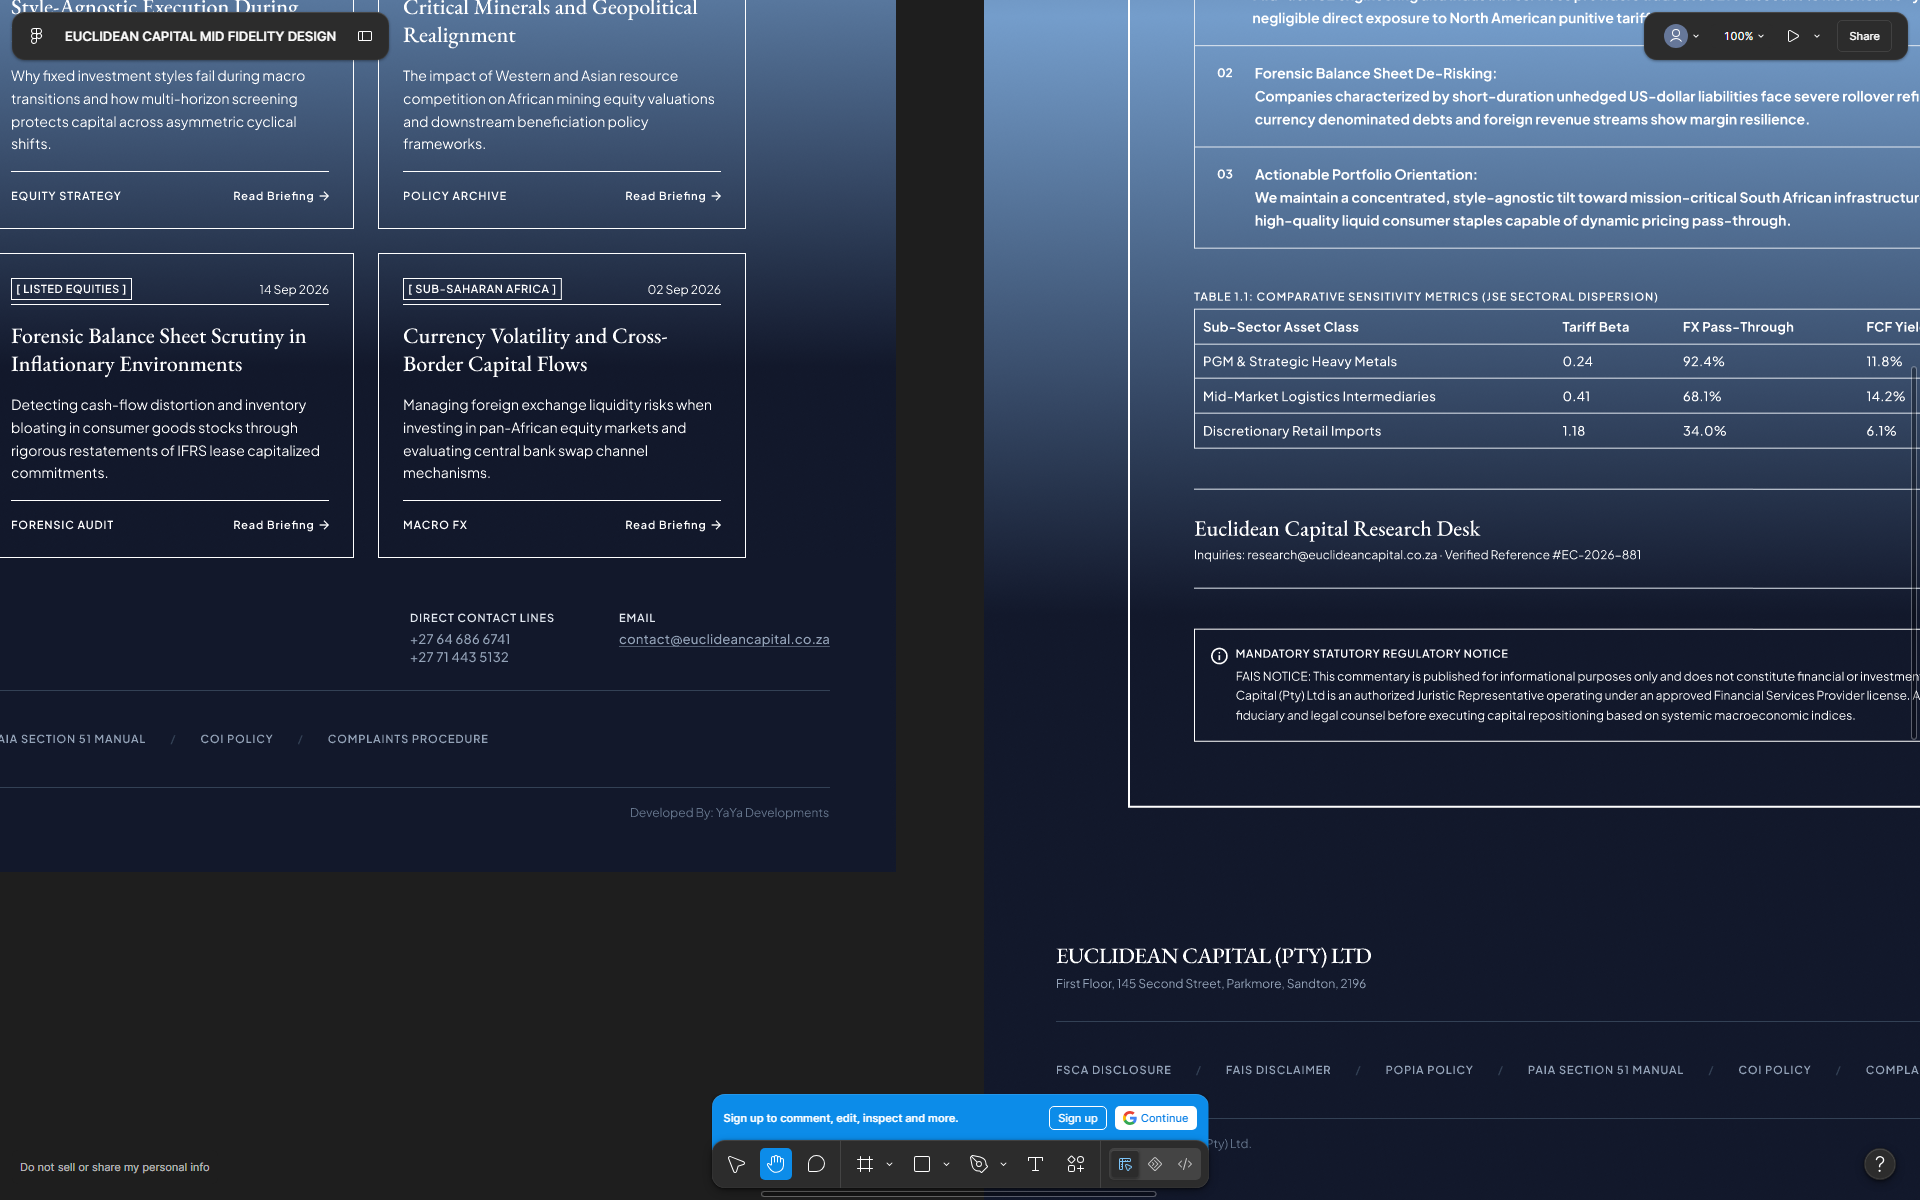 Style-Agnostic Execution During
Critical Minerals and Geopolitical
Realignment
EUCLIDEAN CAPITAL MID FIDELITY DESIGN
Why fixed investment styles fail during macro
transitions and how multi-horizon screening
protects capital across asymmetric cyclical
shifts.
The impact of Western and Asian resource
competition on African mining equity valuations
and downstream beneficiation policy
frameworks.
EQUITY STRATEGY
Read Briefing →
POLICY ARCHIVE
Read Briefing →
[ LISTED EQUITIES ]
14 Sep 2026
Forensic Balance Sheet Scrutiny in
Inflationary Environments
Detecting cash-flow distortion and inventory
bloating in consumer goods stocks through
rigorous restatements of IFRS lease capitalized
commitments.
FORENSIC AUDIT
Read Briefing →
[ SUB-SAHARAN AFRICA ]
02 Sep 2026
Currency Volatility and Cross-
Border Capital Flows
Managing foreign exchange liquidity risks when
investing in pan-African equity markets and
evaluating central bank swap channel
mechanisms.
MACRO FX
Read Briefing →
DIRECT CONTACT LINES
+27 64 686 6741
+27 71 443 5132
EMAIL
contact@euclideancapital.co.za
AIA SECTION 51 MANUAL / COI POLICY / COMPLAINTS PROCEDURE
Developed By: YaYa Developments
negligible direct exposure to North American punitive tariff
100%
Share
02
Forensic Balance Sheet De-Risking:
Companies characterized by short-duration unhedged US-dollar liabilities face severe rollover refi
currency denominated debts and foreign revenue streams show margin resilience.
03
Actionable Portfolio Orientation:
We maintain a concentrated, style-agnostic tilt toward mission-critical South African infrastructur
high-quality liquid consumer staples capable of dynamic pricing pass-through.
TABLE 1.1: COMPARATIVE SENSITIVITY METRICS (JSE SECTORAL DISPERSION)
Sub-Sector Asset Class Tariff Beta FX Pass-Through FCF Yiel
PGM & Strategic Heavy Metals 0.24 92.4% 11.8%
Mid-Market Logistics Intermediaries 0.41 68.1% 14.2%
Discretionary Retail Imports 1.18 34.0% 6.1%
Euclidean Capital Research Desk
Inquiries: research@euclideancapital.co.za · Verified Reference #EC-2026-881
MANDATORY STATUTORY REGULATORY NOTICE
FAIS NOTICE: This commentary is published for informational purposes only and does not constitute financial or investmen
Capital (Pty) Ltd is an authorized Juristic Representative operating under an approved Financial Services Provider license. A
fiduciary and legal counsel before executing capital repositioning based on systemic macroeconomic indices.
EUCLIDEAN CAPITAL (PTY) LTD
First Floor, 145 Second Street, Parkmore, Sandton, 2196
FSCA DISCLOSURE / FAIS DISCLAIMER / POPIA POLICY / PAIA SECTION 51 MANUAL / COI POLICY / COMPLA
Pty) Ltd.
Sign up to comment, edit, inspect and more.
Sign up
Continue
Do not sell or share my personal info
?